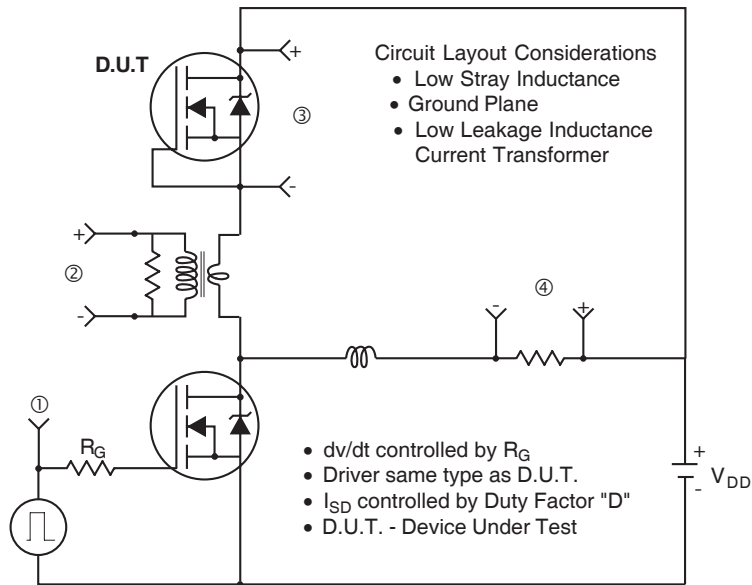 D.U.T
+
③
-
Circuit Layout Considerations
• Low Stray Inductance
• Ground Plane
• Low Leakage Inductance
Current Transformer
+
②
-
④
-
+
①
R_G
• dv/dt controlled by R_G
• Driver same type as D.U.T.
• I_SD controlled by Duty Factor "D"
• D.U.T. - Device Under Test
+
V_DD
-